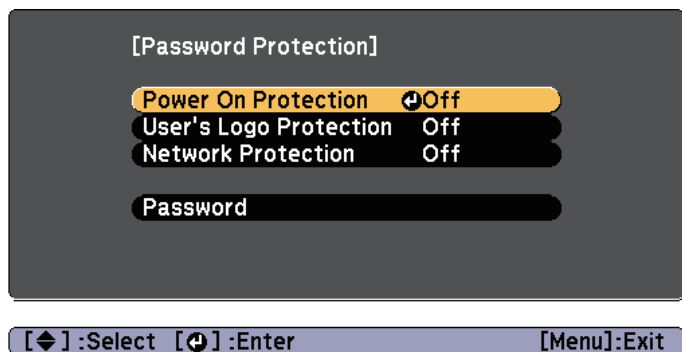 [Password Protection]
Power On Protection Off
User's Logo Protection Off
Network Protection Off
Password
[◆] :Select [⏎] :Enter [Menu]:Exit